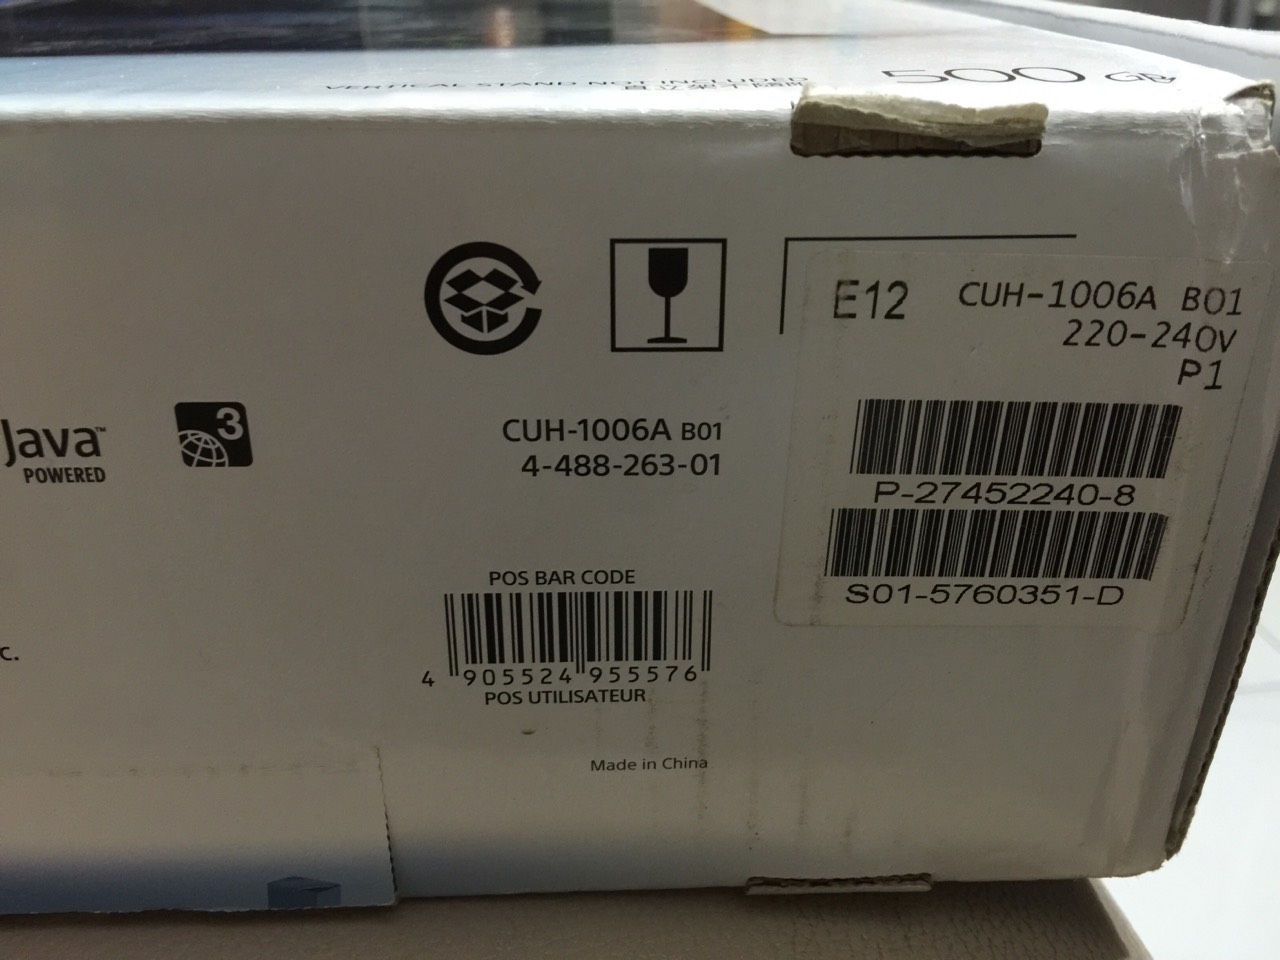 VERTICAL STAND NOT INCLUDED
500 GB
E12 CUH-1006A B01
220-240V
P1
Java™
POWERED
3
CUH-1006A B01
4-488-263-01
P-27452240-8
S01-5760351-D
POS BAR CODE
4 905524 955576
POS UTILISATEUR
c.
Made in China